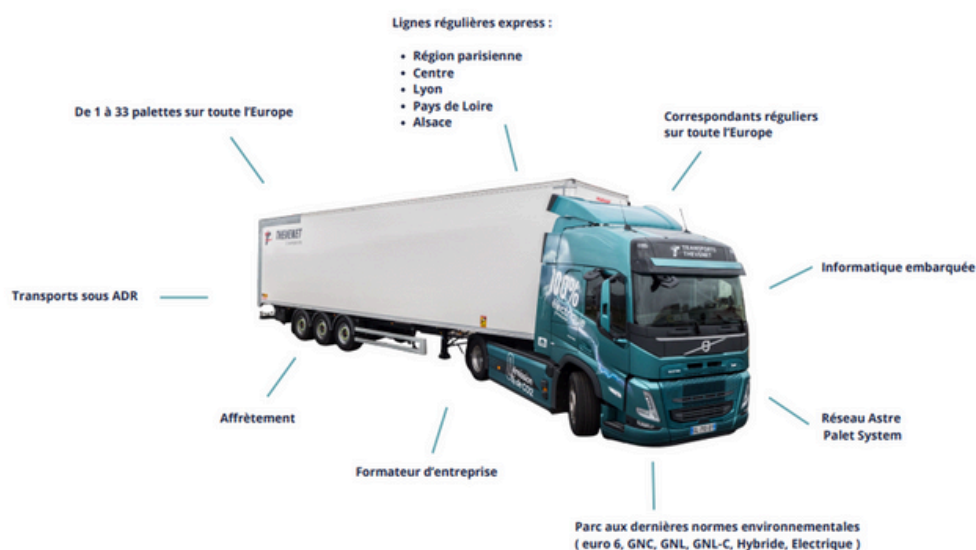 Lignes régulières express :
• Région parisienne
• Centre
• Lyon
• Pays de Loire
• Alsace
De 1 à 33 palettes sur toute l'Europe
Correspondants réguliers
sur toute l'Europe
THEVENET
TRANSPORTS
THEVENET
Informatique embarquée
Transports sous ADR
100%
Affrètement
Réseau Astre
Palet System
Formateur d'entreprise
Parc aux dernières normes environnementales
( euro 6, GNC, GNL, GNL-C, Hybride, Electrique )